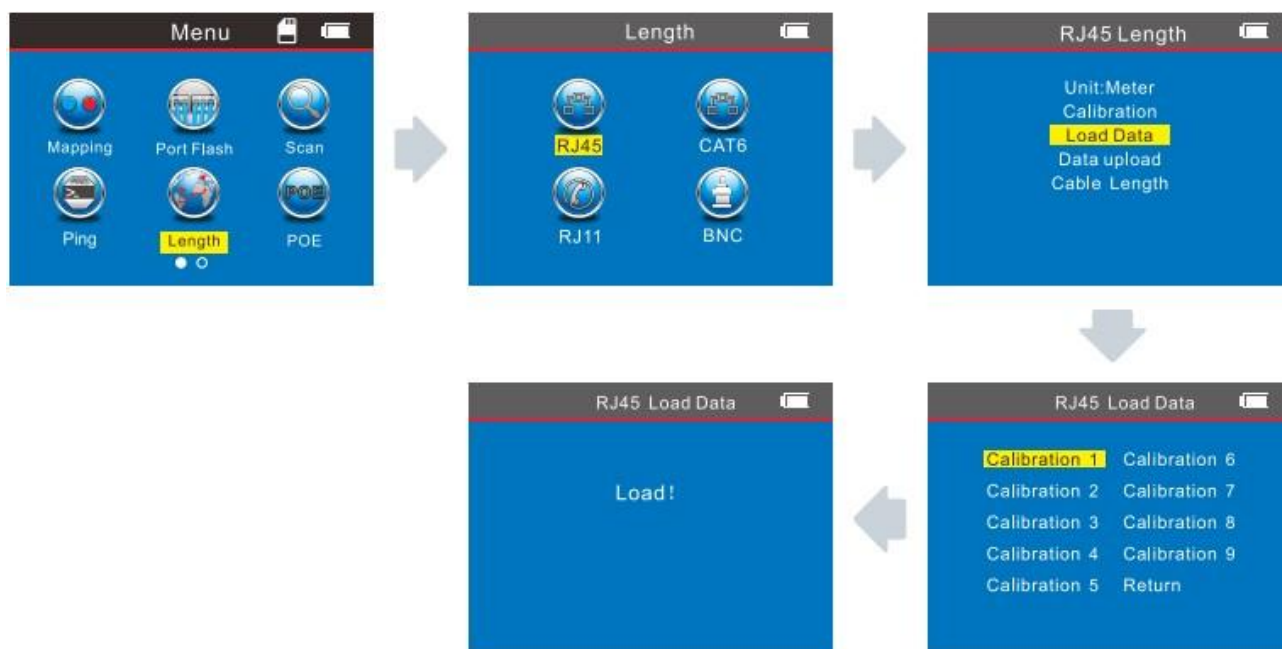 Menu
Mapping Port Flash Scan
Ping Length POE
Length
RJ45 CAT6
RJ11 BNC
RJ45 Length
Unit:Meter
Calibration
Load Data
Data upload
Cable Length
RJ45 Load Data
Calibration 1 Calibration 6
Calibration 2 Calibration 7
Calibration 3 Calibration 8
Calibration 4 Calibration 9
Calibration 5 Return
RJ45 Load Data
Load!